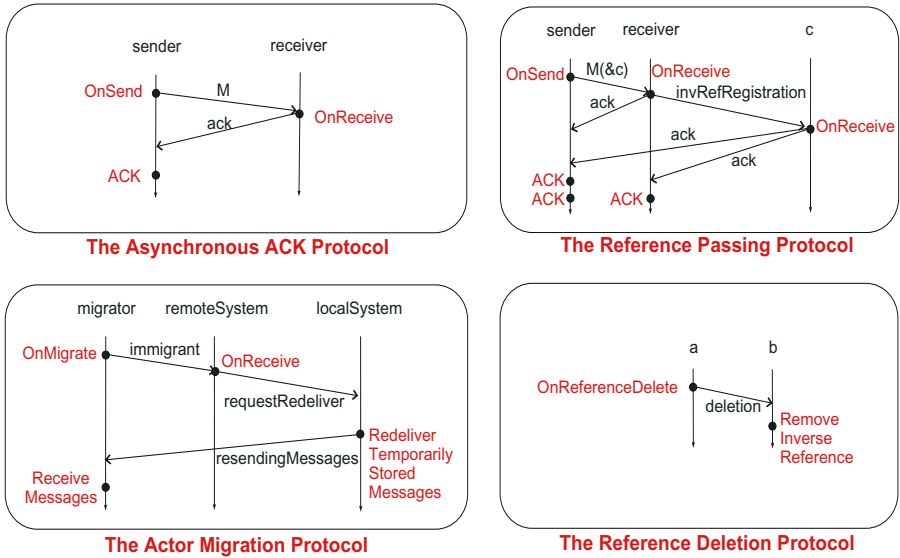 sender receiver
OnSend
M
OnReceive
ack
ACK
The Asynchronous ACK Protocol
sender receiver c
OnSend
M(&c)
OnReceive
invRefRegistration
ack
OnReceive
ack
ack
ACK
ACK
ACK
The Reference Passing Protocol
migrator remoteSystem localSystem
OnMigrate
immigrant
OnReceive
requestRedeliver
Redeliver
Temporarily
Stored
Messages
resendingMessages
Receive
Messages
The Actor Migration Protocol
a b
OnReferenceDelete
deletion
Remove
Inverse
Reference
The Reference Deletion Protocol